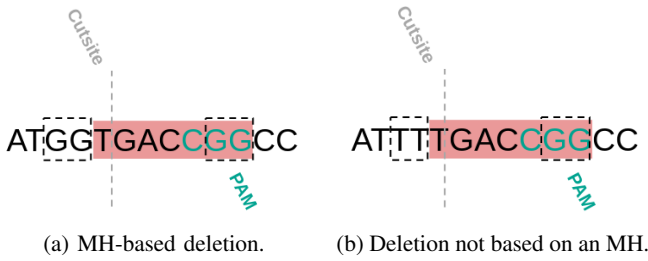 Cutsite
ATGGTGACCGGCC
PAM
(a) MH-based deletion.
Cutsite
ATTTTGACCGGCC
PAM
(b) Deletion not based on an MH.